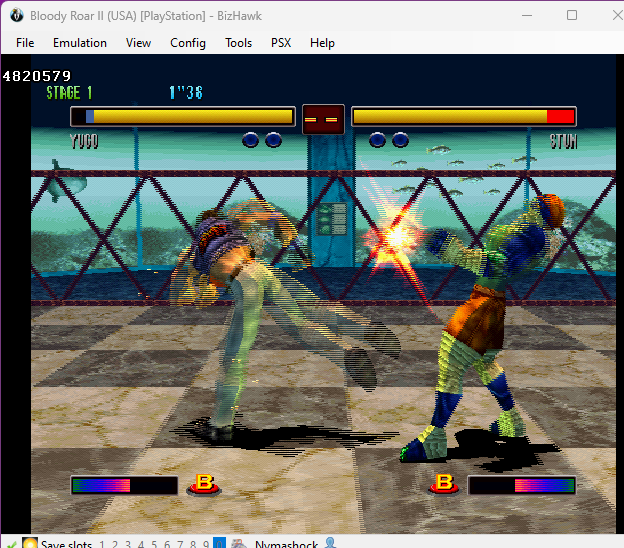 Bloody Roar II (USA) [PlayStation] - BizHawk
File Emulation View Config Tools PSX Help
4820579
STAGE 1 1"36
YUGO STUN
B B
Save slots 1 2 3 4 5 6 7 8 9 0 Nymashock